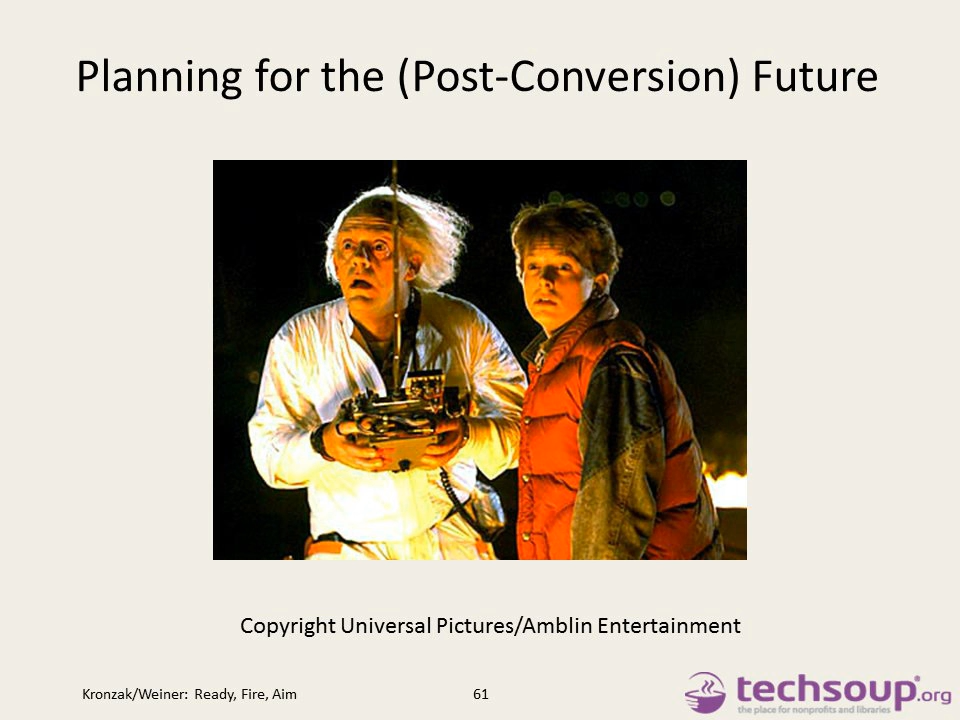 Planning for the (Post-Conversion) Future
Copyright Universal Pictures/Amblin Entertainment
Kronzak/Weiner: Ready, Fire, Aim
61
techsoup®.org
the place for nonprofits and libraries